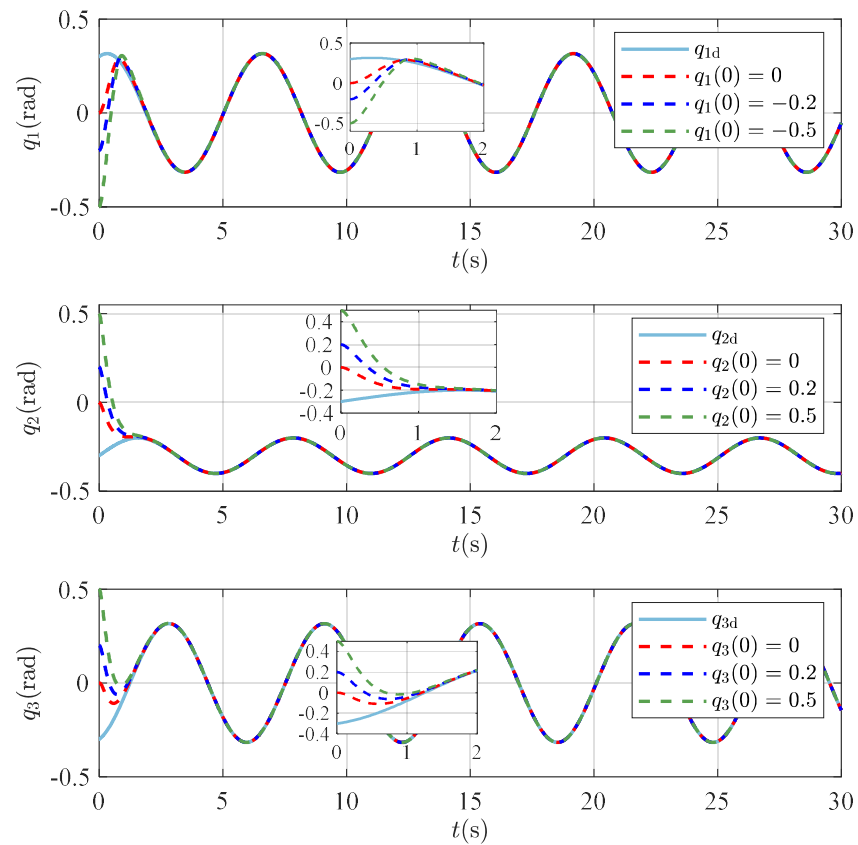 0.5
0
-0.5
q₁(rad)
0.5
0
-0.5
0 1 2
q₁d
q₁(0) = 0
q₁(0) = −0.2
q₁(0) = −0.5
0 5 10 15 20 25 30
t(s)
0.5
0
-0.5
q₂(rad)
0.4
0.2
0
-0.2
-0.4
0 1 2
q₂d
q₂(0) = 0
q₂(0) = 0.2
q₂(0) = 0.5
0 5 10 15 20 25 30
t(s)
0.5
0
-0.5
q₃(rad)
0.4
0.2
0
-0.2
-0.4
0 1 2
q₃d
q₃(0) = 0
q₃(0) = 0.2
q₃(0) = 0.5
0 5 10 15 20 25 30
t(s)